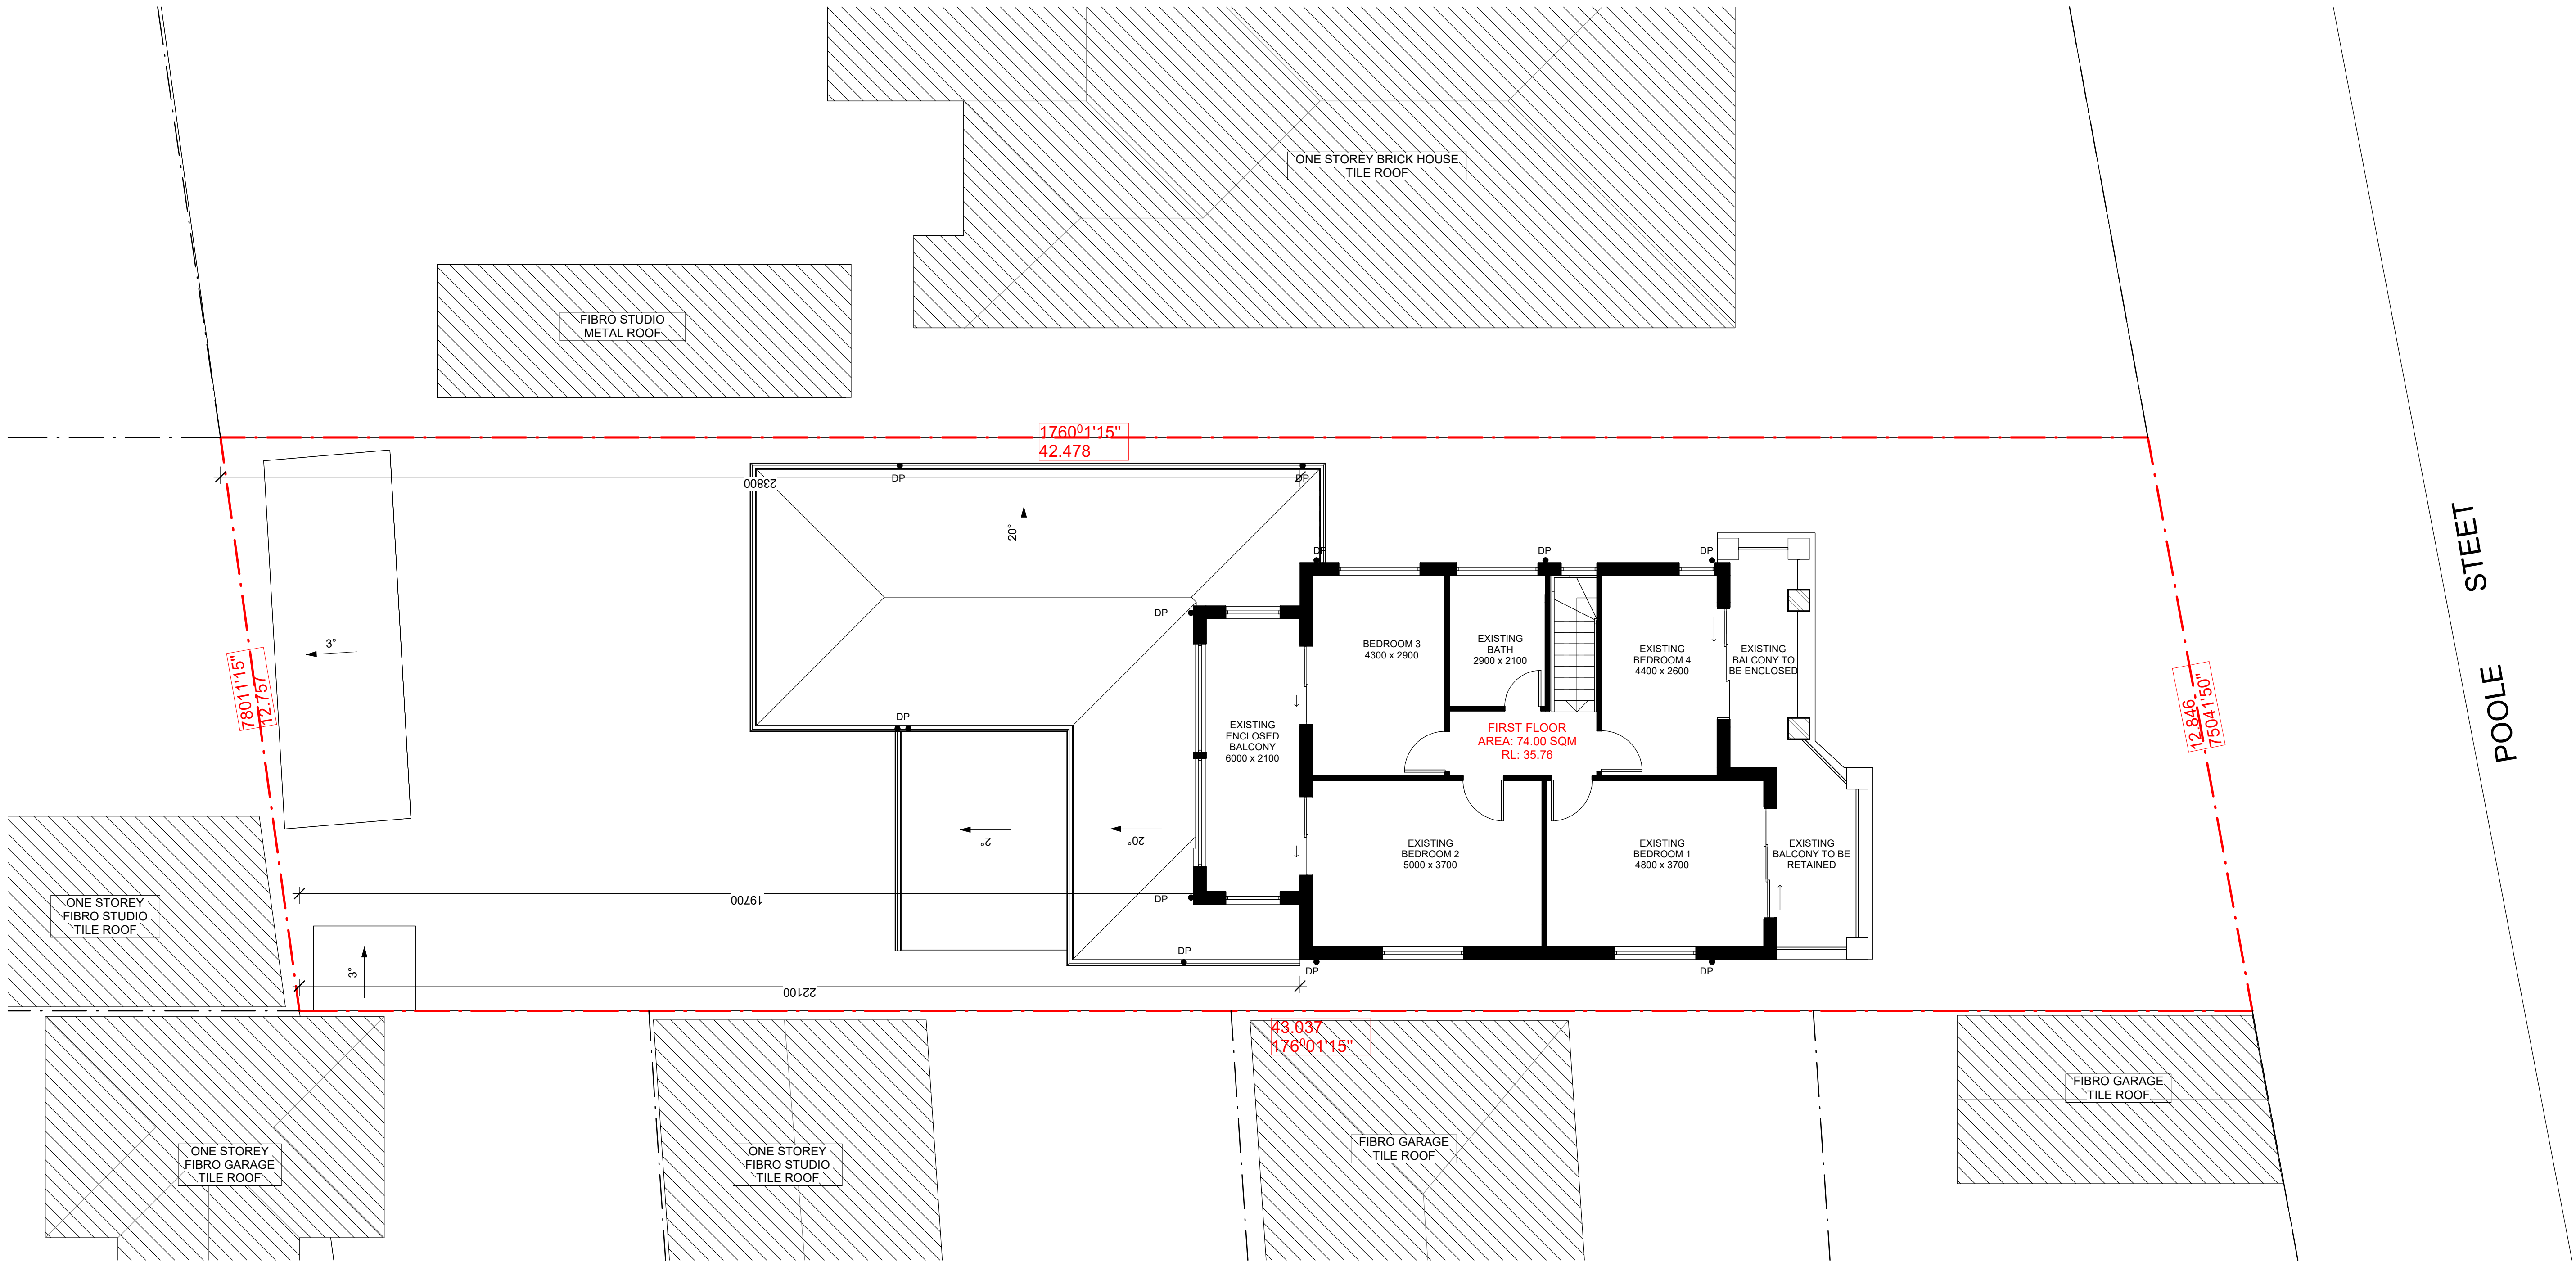 ONE STOREY BRICK HOUSE
TILE ROOF
FIBRO STUDIO
METAL ROOF
1760⁰1'15"
42.478
23800
DP
DP
20°
STEET
POOLE
DP
DP
DP
DP
3°
78011'15"
12.757
BEDROOM 3
4300 x 2900
EXISTING
BATH
2900 x 2100
EXISTING
BEDROOM 4
4400 x 2600
EXISTING
BALCONY TO
BE ENCLOSED
12.846
75041'50"
DP
EXISTING
ENCLOSED
BALCONY
6000 x 2100
FIRST FLOOR
AREA: 74.00 SQM
RL: 35.76
2°
20°
EXISTING
BEDROOM 2
5000 x 3700
EXISTING
BEDROOM 1
4800 x 3700
EXISTING
BALCONY TO BE
RETAINED
19700
DP
ONE STOREY
FIBRO STUDIO
TILE ROOF
3°
DP
DP
DP
22100
43.037
176⁰01'15"
FIBRO GARAGE
TILE ROOF
ONE STOREY
FIBRO GARAGE
TILE ROOF
ONE STOREY
FIBRO STUDIO
TILE ROOF
FIBRO GARAGE
TILE ROOF